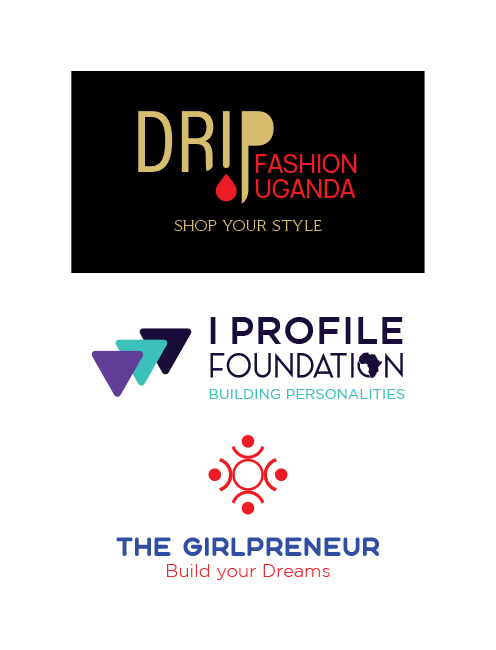 DRIP
FASHION
UGANDA
SHOP YOUR STYLE
I PROFILE
FOUNDATION
BUILDING PERSONALITIES
THE GIRLPRENEUR
Build your Dreams